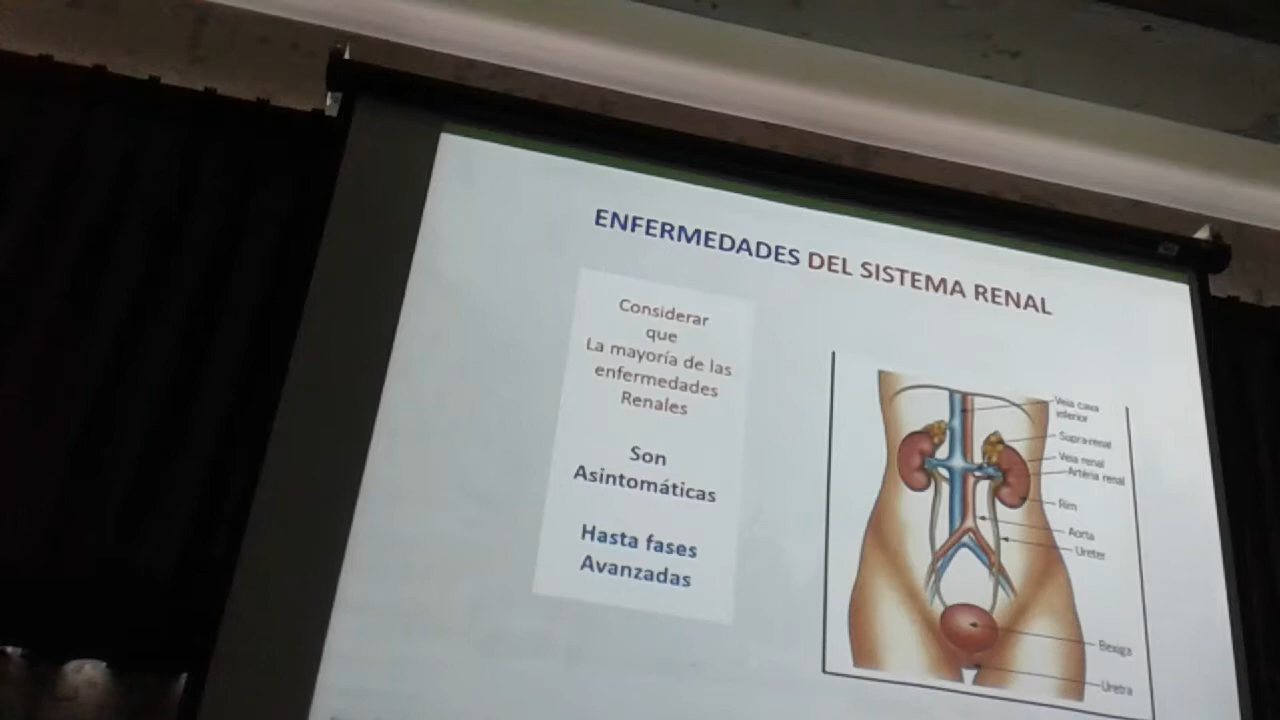 ENFERMEDADES DEL SISTEMA RENAL
Considerar
que
La mayoría de las
enfermedades
Renales
Son
Asintomáticas
Hasta fases
Avanzadas
Veia cava
inferior
Supra-renal
Veia renal
Artéria renal
Rim
Aorta
Ureter
Bexiga
Uretra